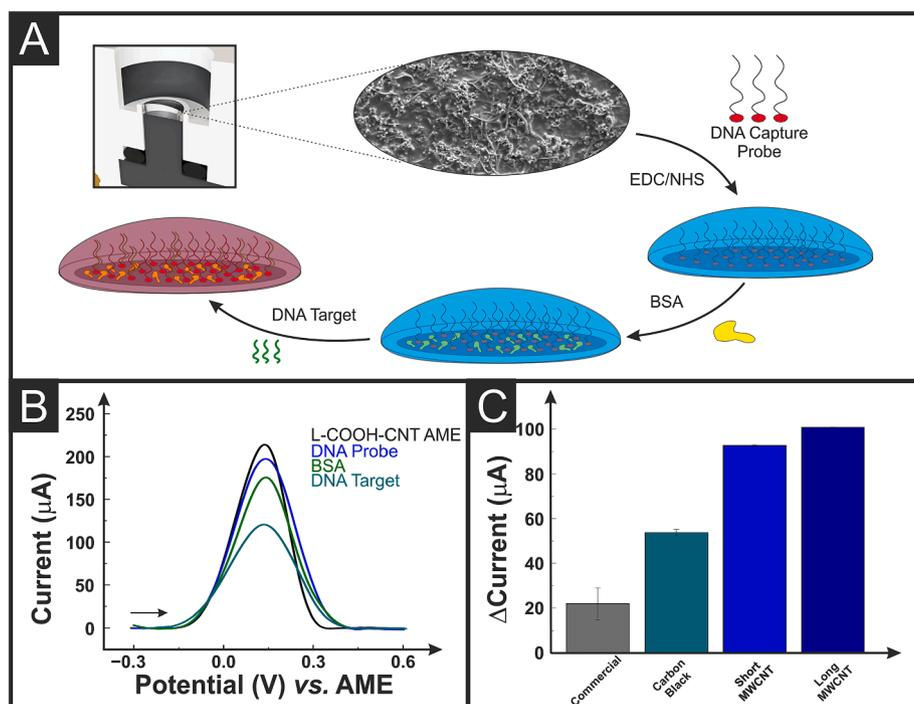 A
DNA Capture
Probe
EDC/NHS
BSA
DNA Target
B
250
200
150
100
50
0
Current (μA)
L-COOH-CNT AME
DNA Probe
BSA
DNA Target
−0.3
0.0
0.3
0.6
Potential (V) vs. AME
C
100
80
60
40
20
0
ΔCurrent (μA)
Commercial
Carbon
Black
Short
MWCNT
Long
MWCNT